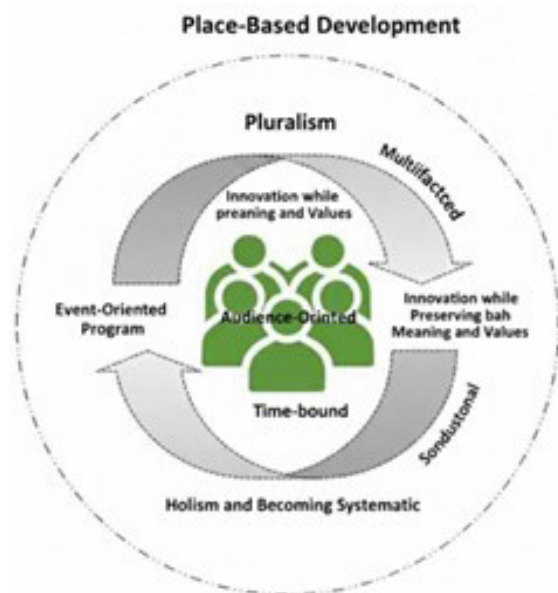 Place-Based Development
Pluralism
Multiifactced
Innovation while
preaning and Values
Event-Oriented
Program
Audience-Orinted
Innovation while
Preserving bah
Meaning and Values
Time-bound
Sondustonal
Holism and Becoming Systematic